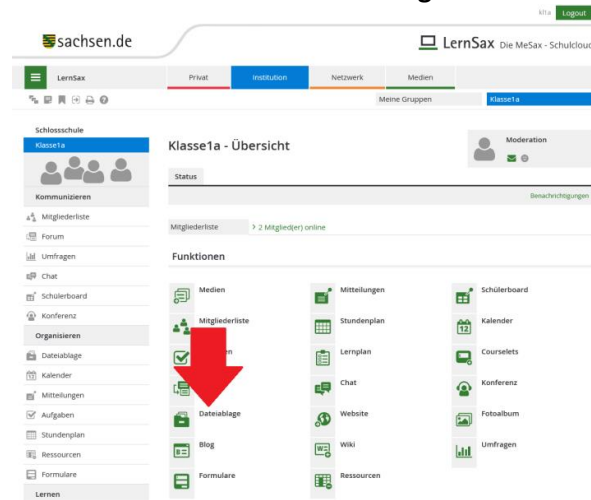 kita Logout
sachsen.de
LernSax Die MeSax - Schulcloud
LernSax Privat Institution Netzwerk Medien
Meine Gruppen Klasse1a
Schlossschule
Klasse1a
Klasse1a - Übersicht
Moderation
Status
Benachrichtigungen
Mitgliederliste > 2 Mitglied(er) online
Funktionen
Kommunizieren
Mitgliederliste
Forum
Umfragen
Chat
Schülerboard
Konferenz
Organisieren
Dateiablage
Kalender
Mitteilungen
Aufgaben
Stundenplan
Ressourcen
Formulare
Lernen
Medien Mitteilungen Schülerboard
Mitgliederliste Stundenplan Kalender
Lernplan Courselets
Chat Konferenz
Dateiablage Website Fotoalbum
Blog Wiki Umfragen
Formulare Ressourcen